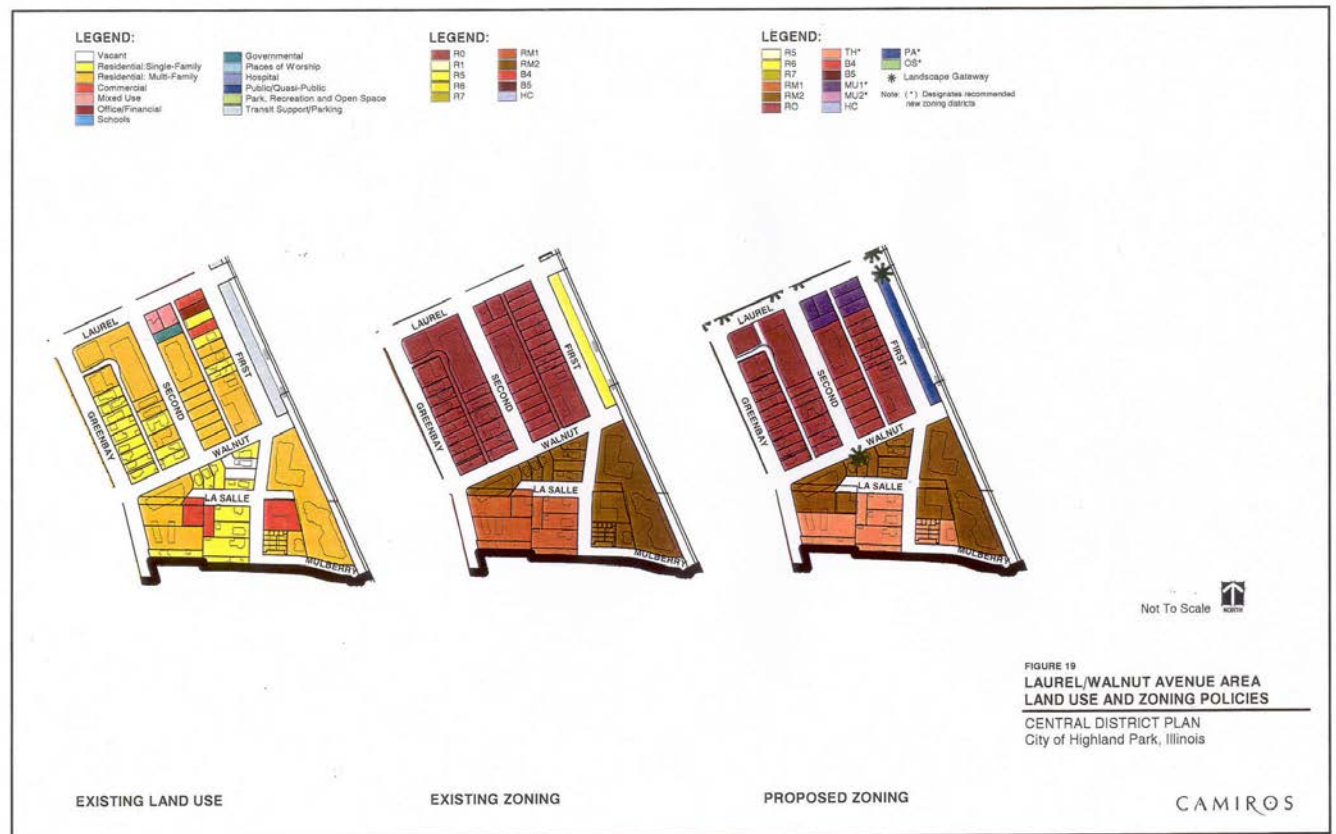 LEGEND:
Vacant
Residential:Single-Family
Residential: Multi-Family
Commercial
Mixed Use
Office/Financial
Schools
Governmental
Places of Worship
Hospital
Public/Quasi-Public
Park, Recreation and Open Space
Transit Support/Parking
LEGEND:
R0
R1
R5
R6
R7
RM1
RM2
B4
B5
HC
LEGEND:
R5
R6
R7
RM1
RM2
RO
TH*
B4
B5
MU1*
MU2*
HC
PA*
OS*
Landscape Gateway
Note: (*) Designates recommended
new zoning districts
LAUREL
FIRST
SECOND
GREENBAY
WALNUT
LA SALLE
MULBERRY
LAUREL
FIRST
SECOND
GREENBAY
WALNUT
LA SALLE
MULBERRY
LAUREL
FIRST
SECOND
GREENBAY
WALNUT
LA SALLE
MULBERRY
Not To Scale
NORTH
FIGURE 19
LAUREL/WALNUT AVENUE AREA
LAND USE AND ZONING POLICIES
CENTRAL DISTRICT PLAN
City of Highland Park, Illinois
EXISTING LAND USE
EXISTING ZONING
PROPOSED ZONING
CAMIROS